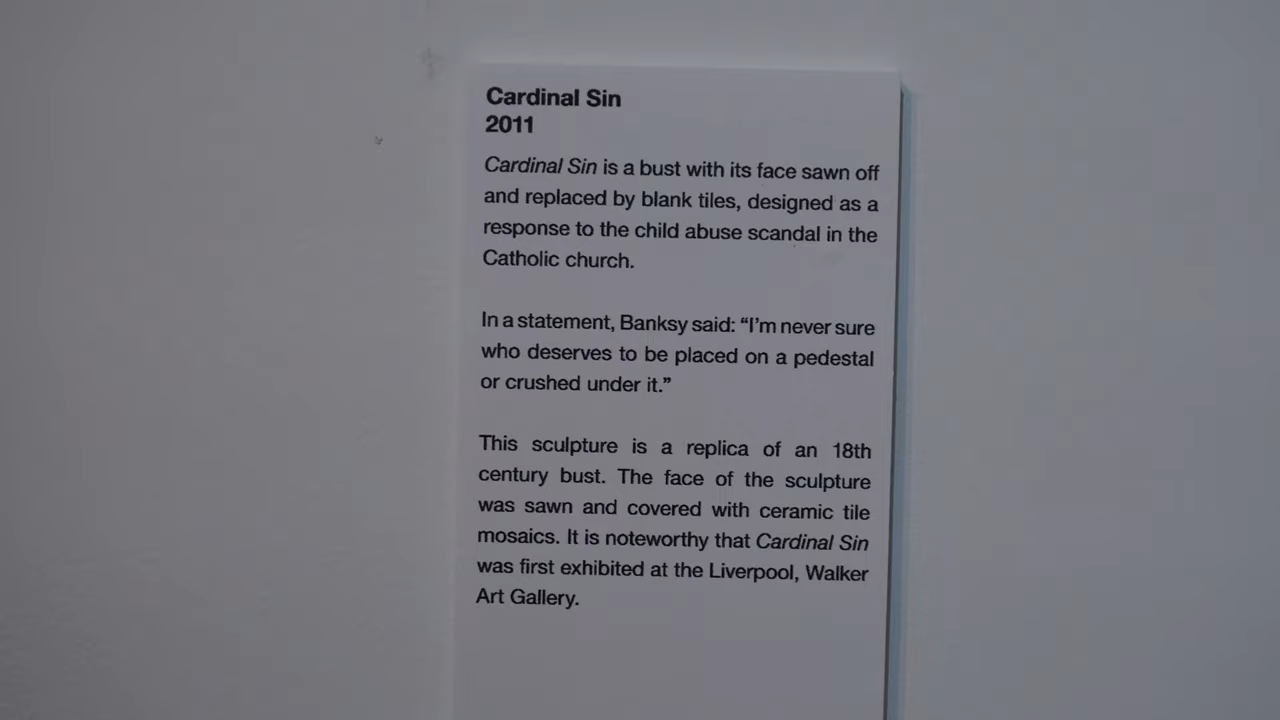 Cardinal Sin
2011
Cardinal Sin is a bust with its face sawn off
and replaced by blank tiles, designed as a
response to the child abuse scandal in the
Catholic church.
In a statement, Banksy said: “I’m never sure
who deserves to be placed on a pedestal
or crushed under it.”
This sculpture is a replica of an 18th
century bust. The face of the sculpture
was sawn and covered with ceramic tile
mosaics. It is noteworthy that Cardinal Sin
was first exhibited at the Liverpool, Walker
Art Gallery.